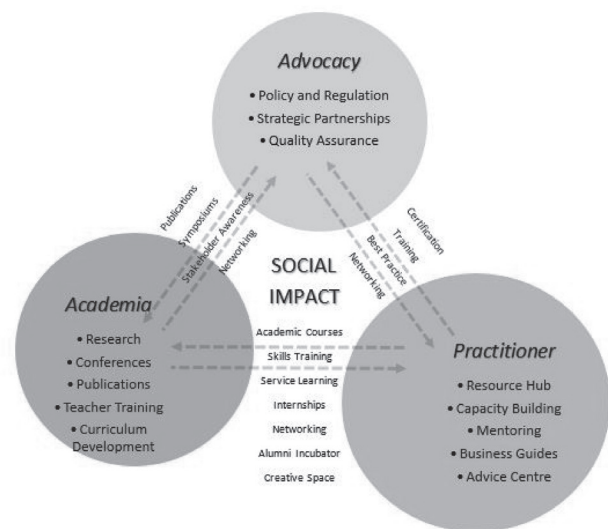 Advocacy
• Policy and Regulation
• Strategic Partnerships
• Quality Assurance
Publications
Symposiums
Stakeholder Awareness
Networking
Certification
Training
Best Practice
Networking
SOCIAL
IMPACT
Academia
• Research
• Conferences
• Publications
• Teacher Training
• Curriculum
Development
Academic Courses
Skills Training
Service Learning
Internships
Networking
Alumni Incubator
Creative Space
Practitioner
• Resource Hub
• Capacity Building
• Mentoring
• Business Guides
• Advice Centre